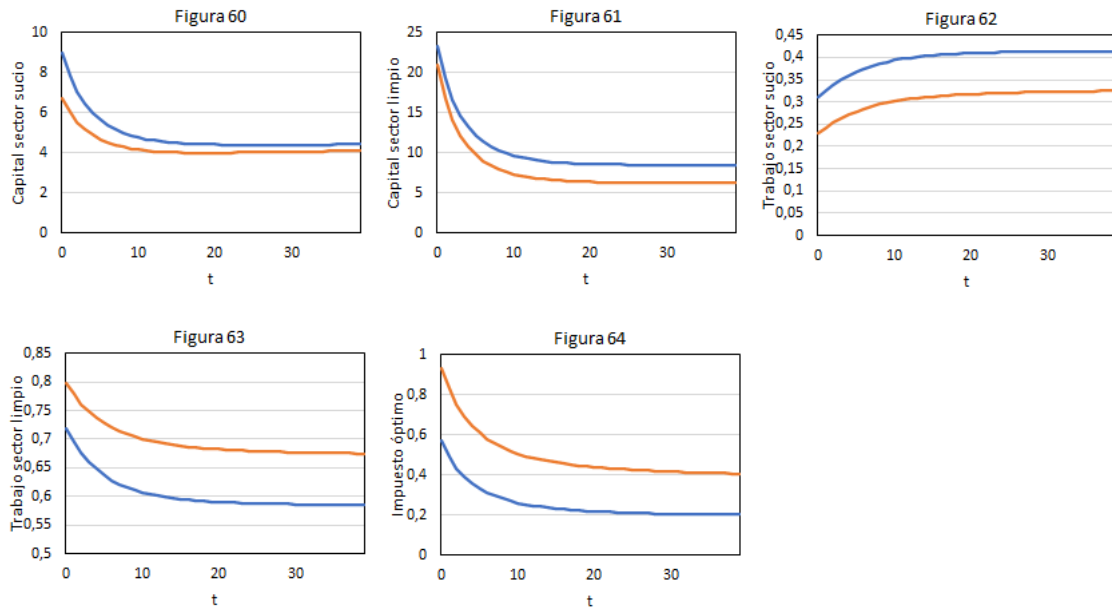 Figura 60
Capital sector sucio
10
8
6
4
2
0
0 10 20 30
t
Figura 61
Capital sector limpio
25
20
15
10
5
0
0 10 20 30
t
Figura 62
Trabajo sector sucio
0,45
0,4
0,35
0,3
0,25
0,2
0,15
0,1
0,05
0
0 10 20 30
t
Figura 63
Trabajo sector limpio
0,85
0,8
0,75
0,7
0,65
0,6
0,55
0,5
0 10 20 30
t
Figura 64
Impuesto óptimo
1
0,8
0,6
0,4
0,2
0
0 10 20 30
t